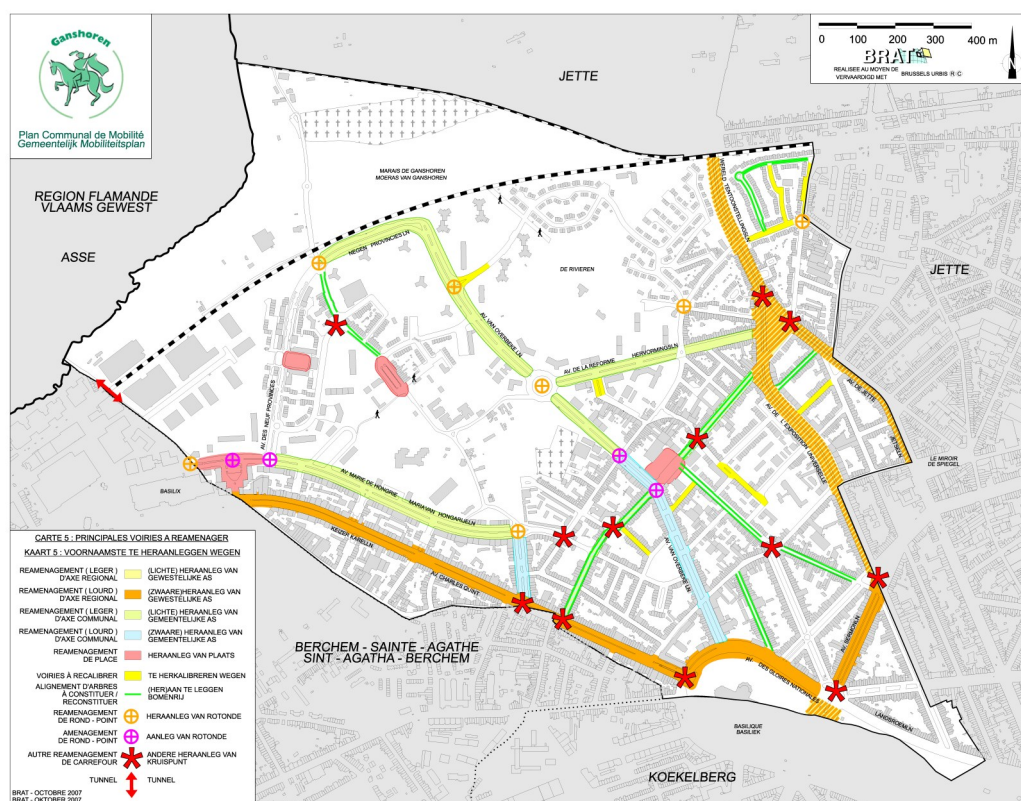 Ganshoren
Plan Communal de Mobilité
Gemeentelijk Mobiliteitsplan
0 100 200 300 400 m
BRAT
REALISEE AU MOYEN DE
VERVAARDIGD MET
BRUSSELS URBIS R C
N
JETTE
REGION FLAMANDE
VLAAMS GEWEST
ASSE
MARAIS DE GANSHOREN
MOERAS VAN GANSHOREN
WERELD TENTOONSTELLINGSLN
NEGEN PROVINCIES LN
DE RIVIEREN
JETTE
AV. VAN OVERBEKE LN
AV. DE LA REFORME HERVORMINGSLN
AV. DES NEUF PROVINCES
AV. DE JETTE
JETSELN
AV. DE L' EXPOSITION UNIVERSELLE
LE MIROIR
DE SPIEGEL
BASILIX
AV. MARIE DE HONGRIE
MARIAVAN HONGARIJELN
KEIZER KARELLN
AV. CHARLES QUINT
AV. VAN OVERBEKE LN
AV. SERMONLN
AV. DES GLOIRES NATIONALES
LANDSROEMLN
BERCHEM - SAINTE - AGATHE
SINT - AGATHA - BERCHEM
BASILIQUE
BASILIEK
KOEKELBERG
CARTE 5 : PRINCIPALES VOIRIES A REAMENAGER
KAART 5 : VOORNAAMSTE TE HERAANLEGGEN WEGEN
REAMENAGEMENT ( LEGER )
D'AXE REGIONAL
(LICHTE) HERAANLEG VAN
GEWESTELIJKE AS
REAMENAGEMENT ( LOURD )
D'AXE REGIONAL
(ZWAARE)HERAANLEG VAN
GEWESTELIJKE AS
REAMENAGEMENT ( LEGER )
D'AXE COMMUNAL
(LICHTE) HERAANLEG VAN
GEMEENTELIJKE AS
REAMENAGEMENT ( LOURD )
D'AXE COMMUNAL
(ZWAARE) HERAANLEG VAN
GEMEENTELIJKE AS
REAMENAGEMENT
DE PLACE
HERAANLEG VAN PLAATS
VOIRIES À RECALIBRER
TE HERKALIBREREN WEGEN
ALIGNEMENT D'ARBRES
À CONSTITUER /
RECONSTITUER
(HER)AAN TE LEGGEN
BOMENRIJ
REAMENAGEMENT
DE ROND - POINT
HERAANLEG VAN ROTONDE
AMENAGEMENT
DE ROND - POINT
AANLEG VAN ROTONDE
AUTRE REAMENAGEMENT
DE CARREFOUR
ANDERE HERAANLEG VAN
KRUISPUNT
TUNNEL
TUNNEL
BRAT - OCTOBRE 2007
BRAT - OKTOBER 2007